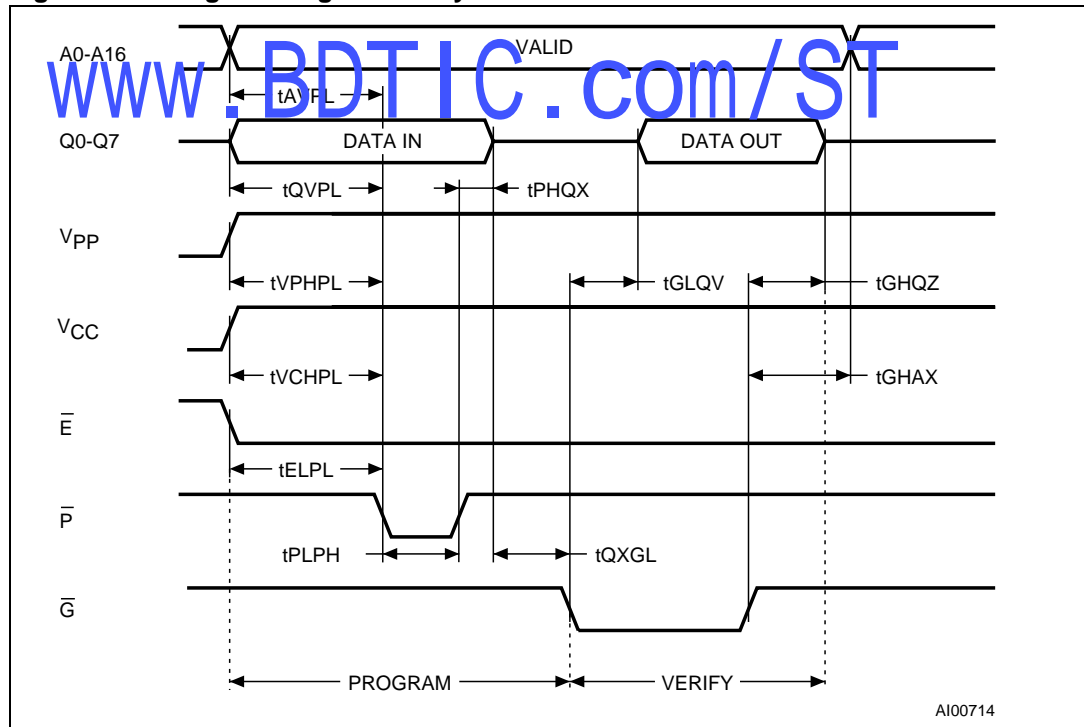 A0-A16
VALID
www.BDTIC.com/ST
tAVPL
Q0-Q7
DATA IN
DATA OUT
tQVPL
tPHQX
VPP
tVPHPL
tGLQV
tGHQZ
VCC
tVCHPL
tGHAX
E̅
tELPL
P̅
tPLPH
tQXGL
G̅
PROGRAM
VERIFY
AI00714